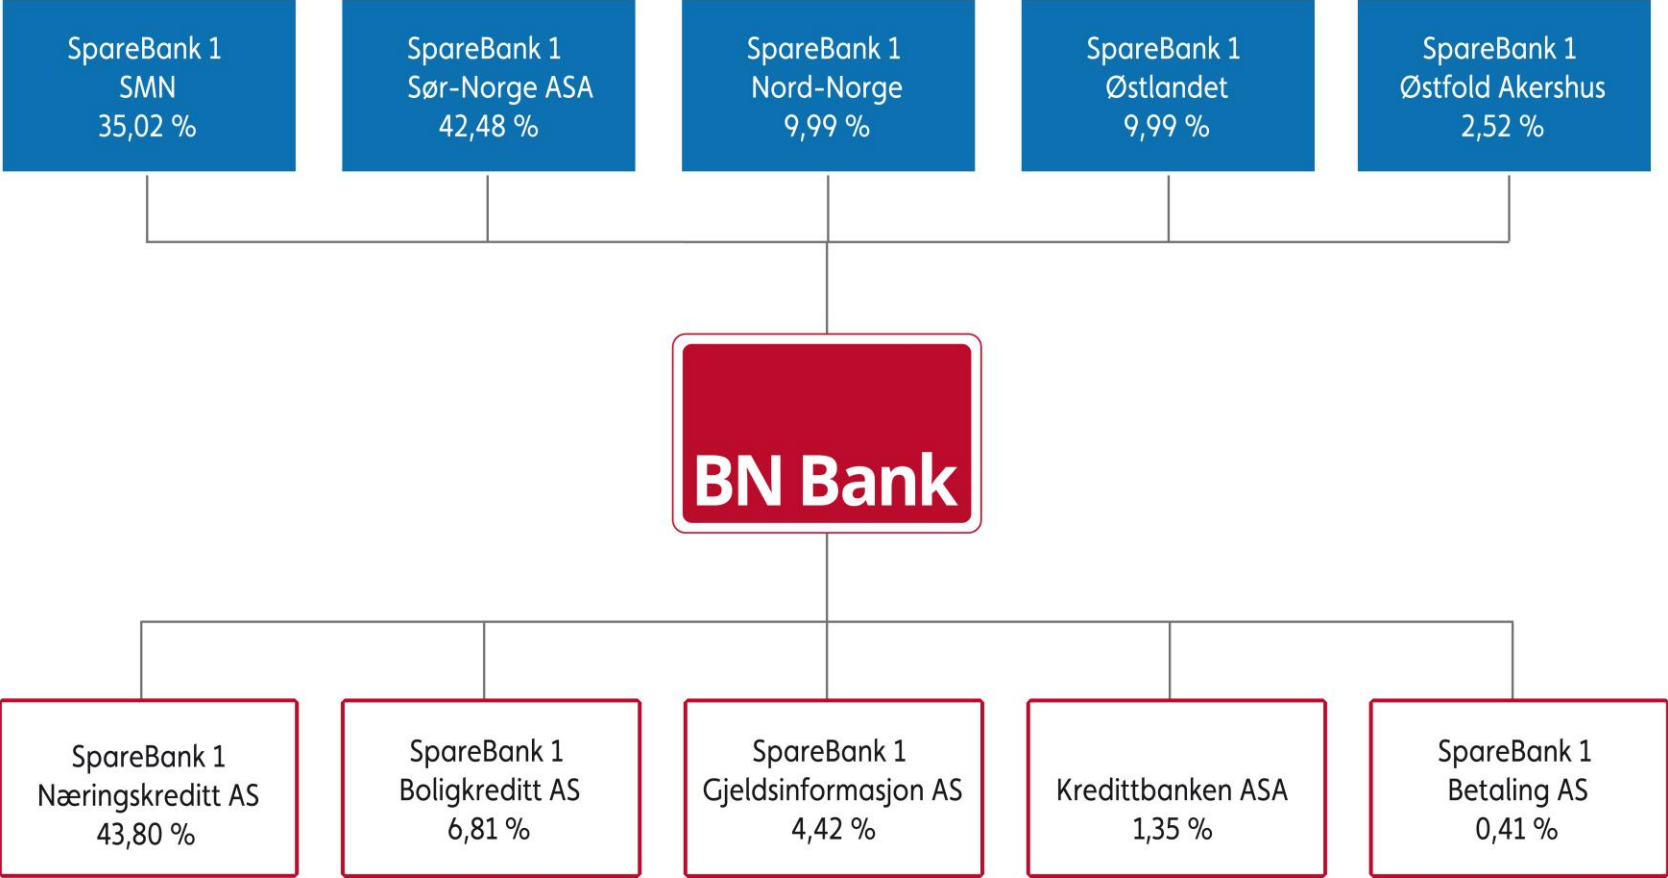 SpareBank 1
SMN
35,02 %
SpareBank 1
Sør-Norge ASA
42,48 %
SpareBank 1
Nord-Norge
9,99 %
SpareBank 1
Østlandet
9,99 %
SpareBank 1
Østfold Akershus
2,52 %
BN Bank
SpareBank 1
Næringskreditt AS
43,80 %
SpareBank 1
Boligkreditt AS
6,81 %
SpareBank 1
Gjeldsinformasjon AS
4,42 %
Kredittbanken ASA
1,35 %
SpareBank 1
Betaling AS
0,41 %